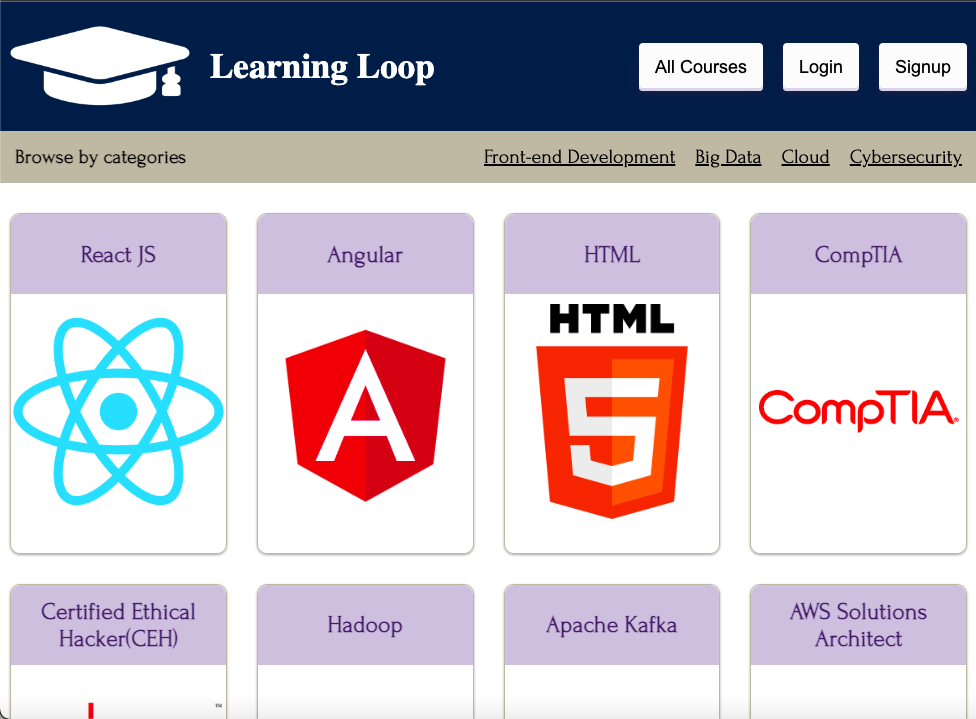 Learning Loop
All Courses
Login
Signup
Browse by categories
Front-end Development
Big Data
Cloud
Cybersecurity
React JS
Angular
HTML
CompTIA
HTML
5
CompTIA®
Certified Ethical
Hacker(CEH)
Hadoop
Apache Kafka
AWS Solutions
Architect
™